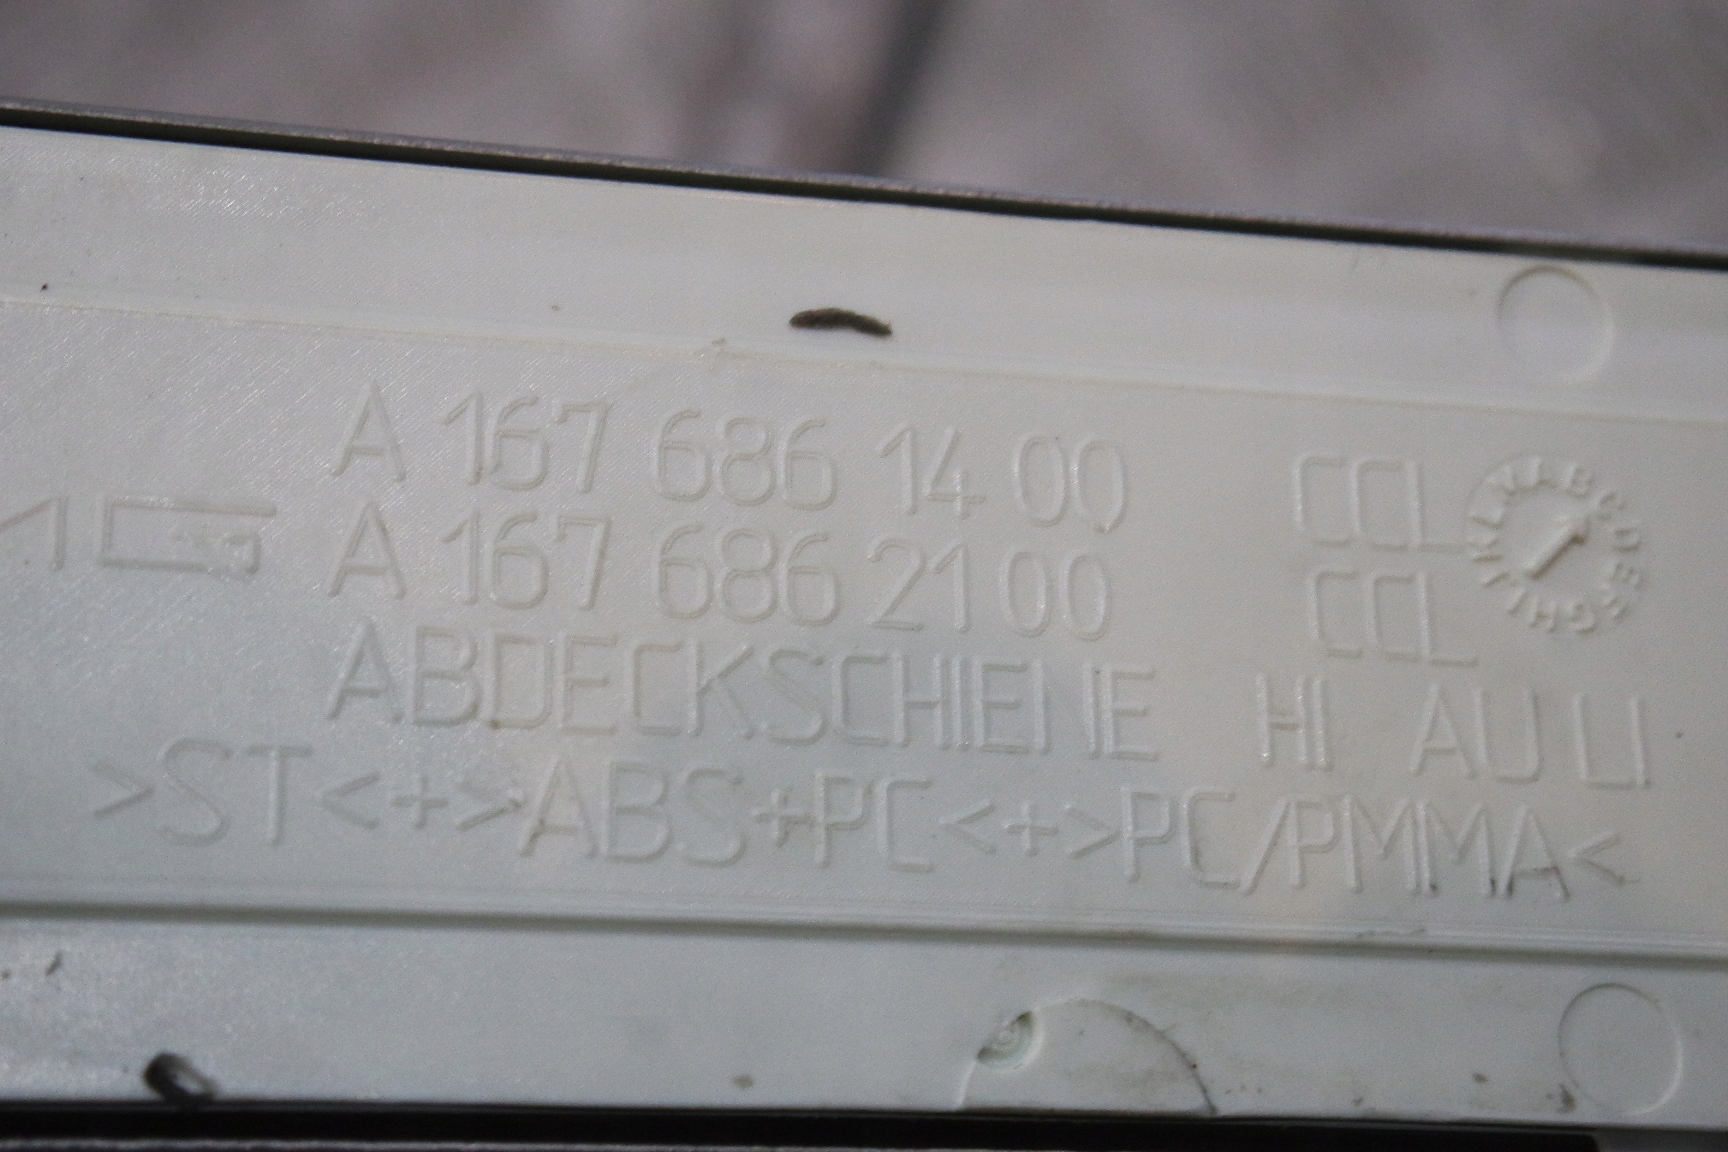 A 167 686 14 00 CCL
A 167 686 21 00 CCL
ABDECKSCHIENE HI AU LI
>ST<+>ABS+PC<+>PC/PMMA<